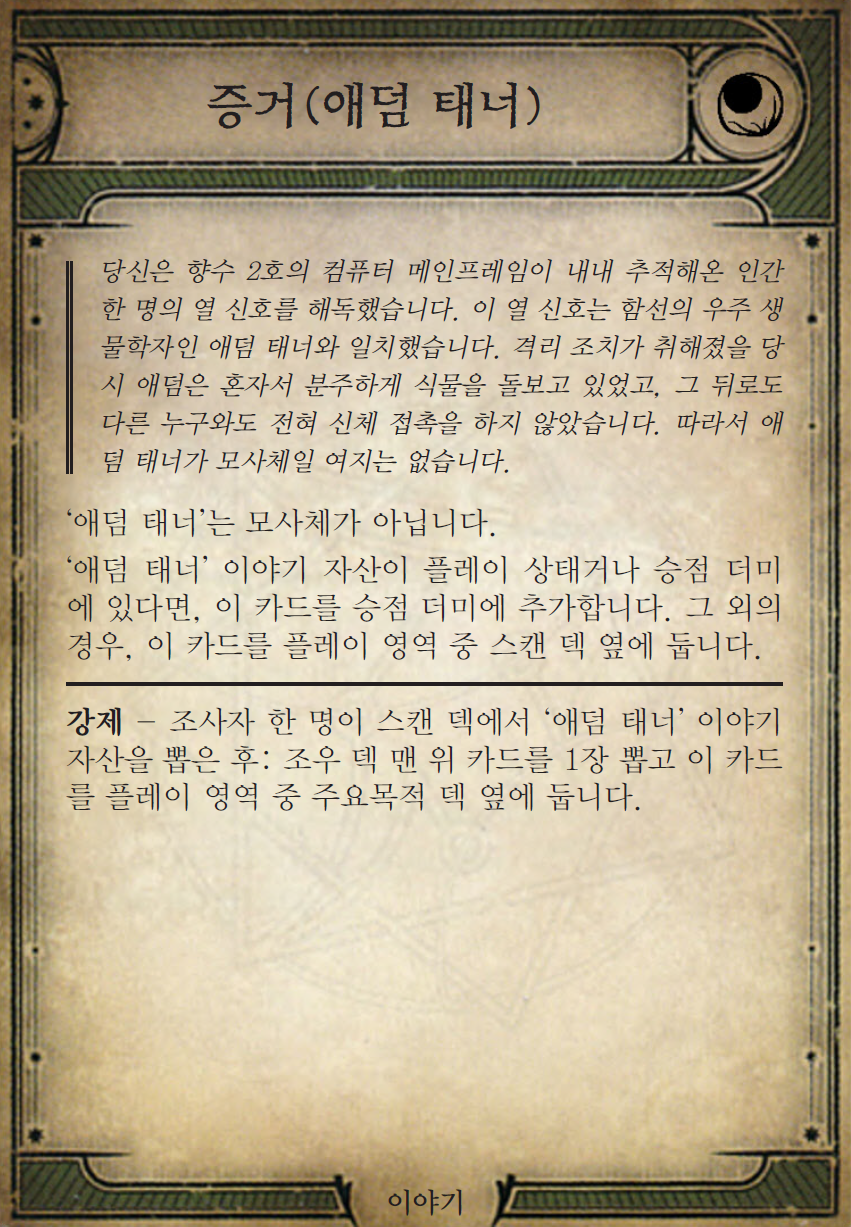 증거(애덤 태너)
당신은 향수 2호의 컴퓨터 메인프레임이 내내 추적해온 인간
한 명의 열 신호를 해독했습니다. 이 열 신호는 함선의 우주 생
물학자인 애덤 태너와 일치했습니다. 격리 조치가 취해졌을 당
시 애덤은 혼자서 분주하게 식물을 돌보고 있었고, 그 뒤로도
다른 누구와도 전혀 신체 접촉을 하지 않았습니다. 따라서 애
덤 태너가 모사체일 여지는 없습니다.
‘애덤 태너’는 모사체가 아닙니다.
‘애덤 태너’ 이야기 자산이 플레이 상태거나 승점 더미
에 있다면, 이 카드를 승점 더미에 추가합니다. 그 외의
경우, 이 카드를 플레이 영역 중 스캔 덱 옆에 둡니다.
강제 – 조사자 한 명이 스캔 덱에서 ‘애덤 태너’ 이야기
자산을 뽑은 후: 조우 덱 맨 위 카드를 1장 뽑고 이 카드
를 플레이 영역 중 주요목적 덱 옆에 둡니다.
이야기